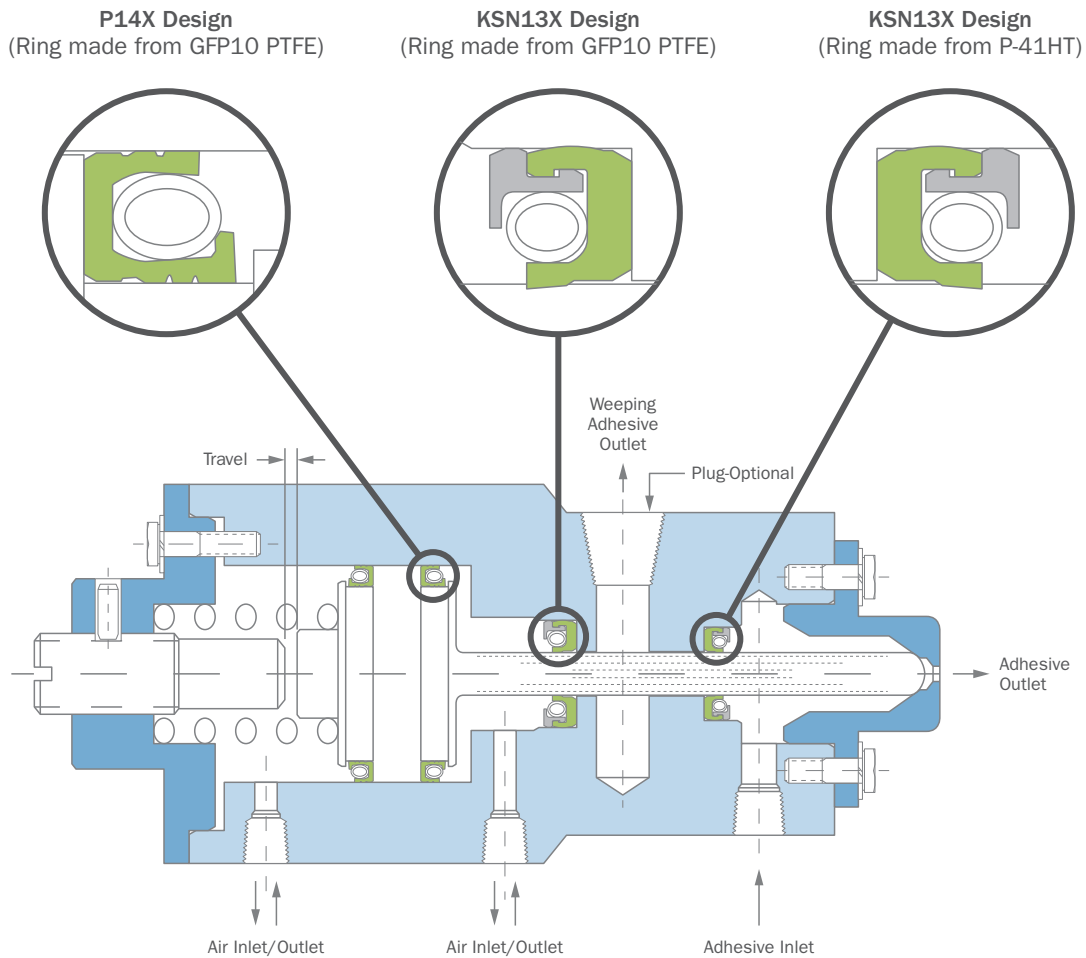 P14X Design
(Ring made from GFP10 PTFE)
KSN13X Design
(Ring made from GFP10 PTFE)
KSN13X Design
(Ring made from P-41HT)
Weeping
Adhesive
Outlet
Travel
Plug-Optional
Adhesive
Outlet
Air Inlet/Outlet
Air Inlet/Outlet
Adhesive Inlet